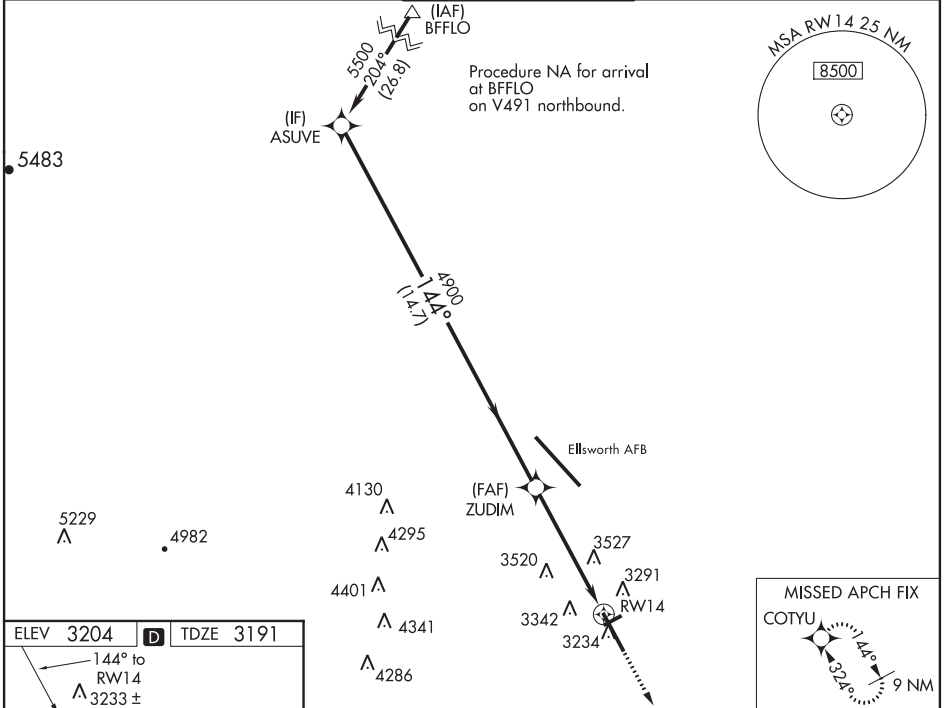 (IAF)
BFFLO
5500
204°
(26.8)
Procedure NA for arrival
at BFFLO
on V491 northbound.
MSA RW14 25 NM
8500
(IF)
ASUVE
5483
4900
144°
(14.7)
Ellsworth AFB
(FAF)
ZUDIM
4130
5229
4982
4295
3527
3520
4401
3291
RW14
3342
4341
3234
4286
MISSED APCH FIX
COTYU
144°
324°
9 NM
ELEV 3204 D TDZE 3191
144° to
RW14
3233 ±